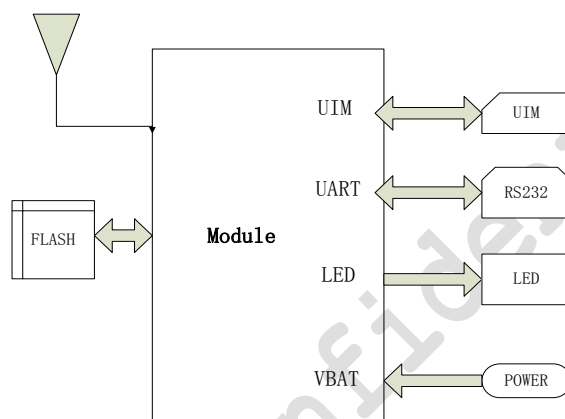 UIM
UIM
UART
RS232
FLASH
Module
LED
LED
VBAT
POWER